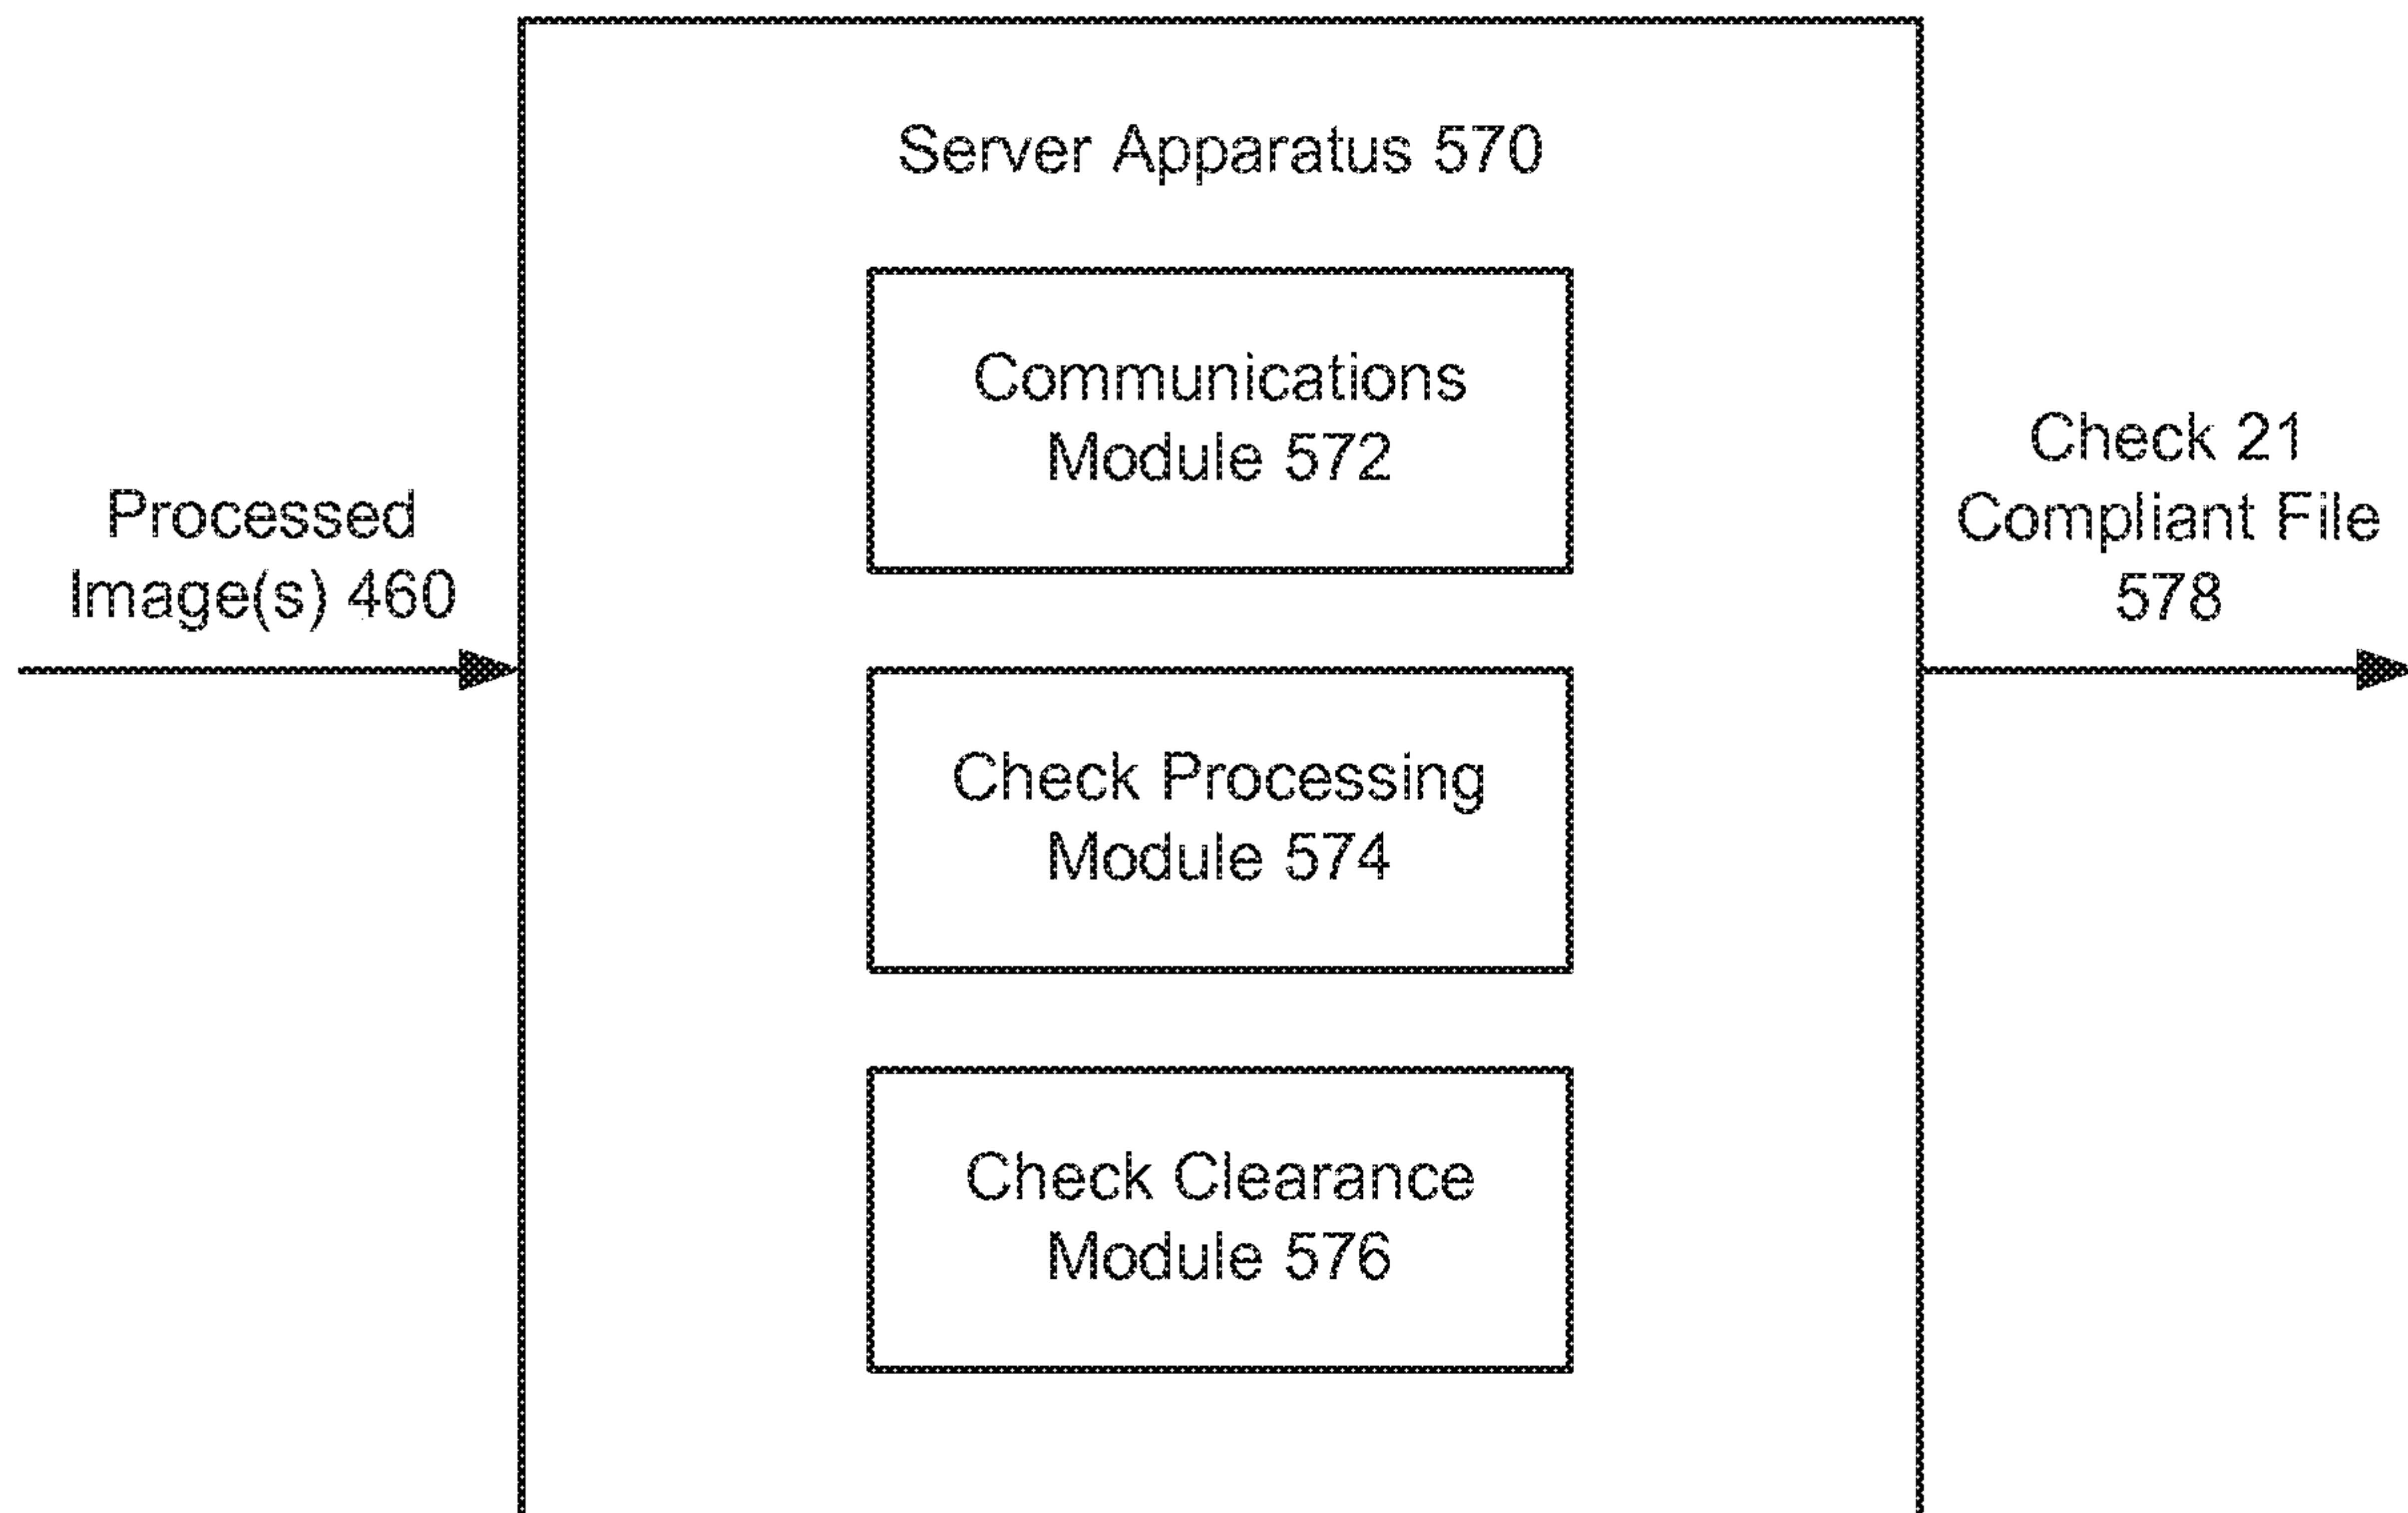 Server Apparatus 570
Communications
Module 572
Processed
Image(s) 460
Check 21
Compliant File
578
Check Processing
Module 574
Check Clearance
Module 576